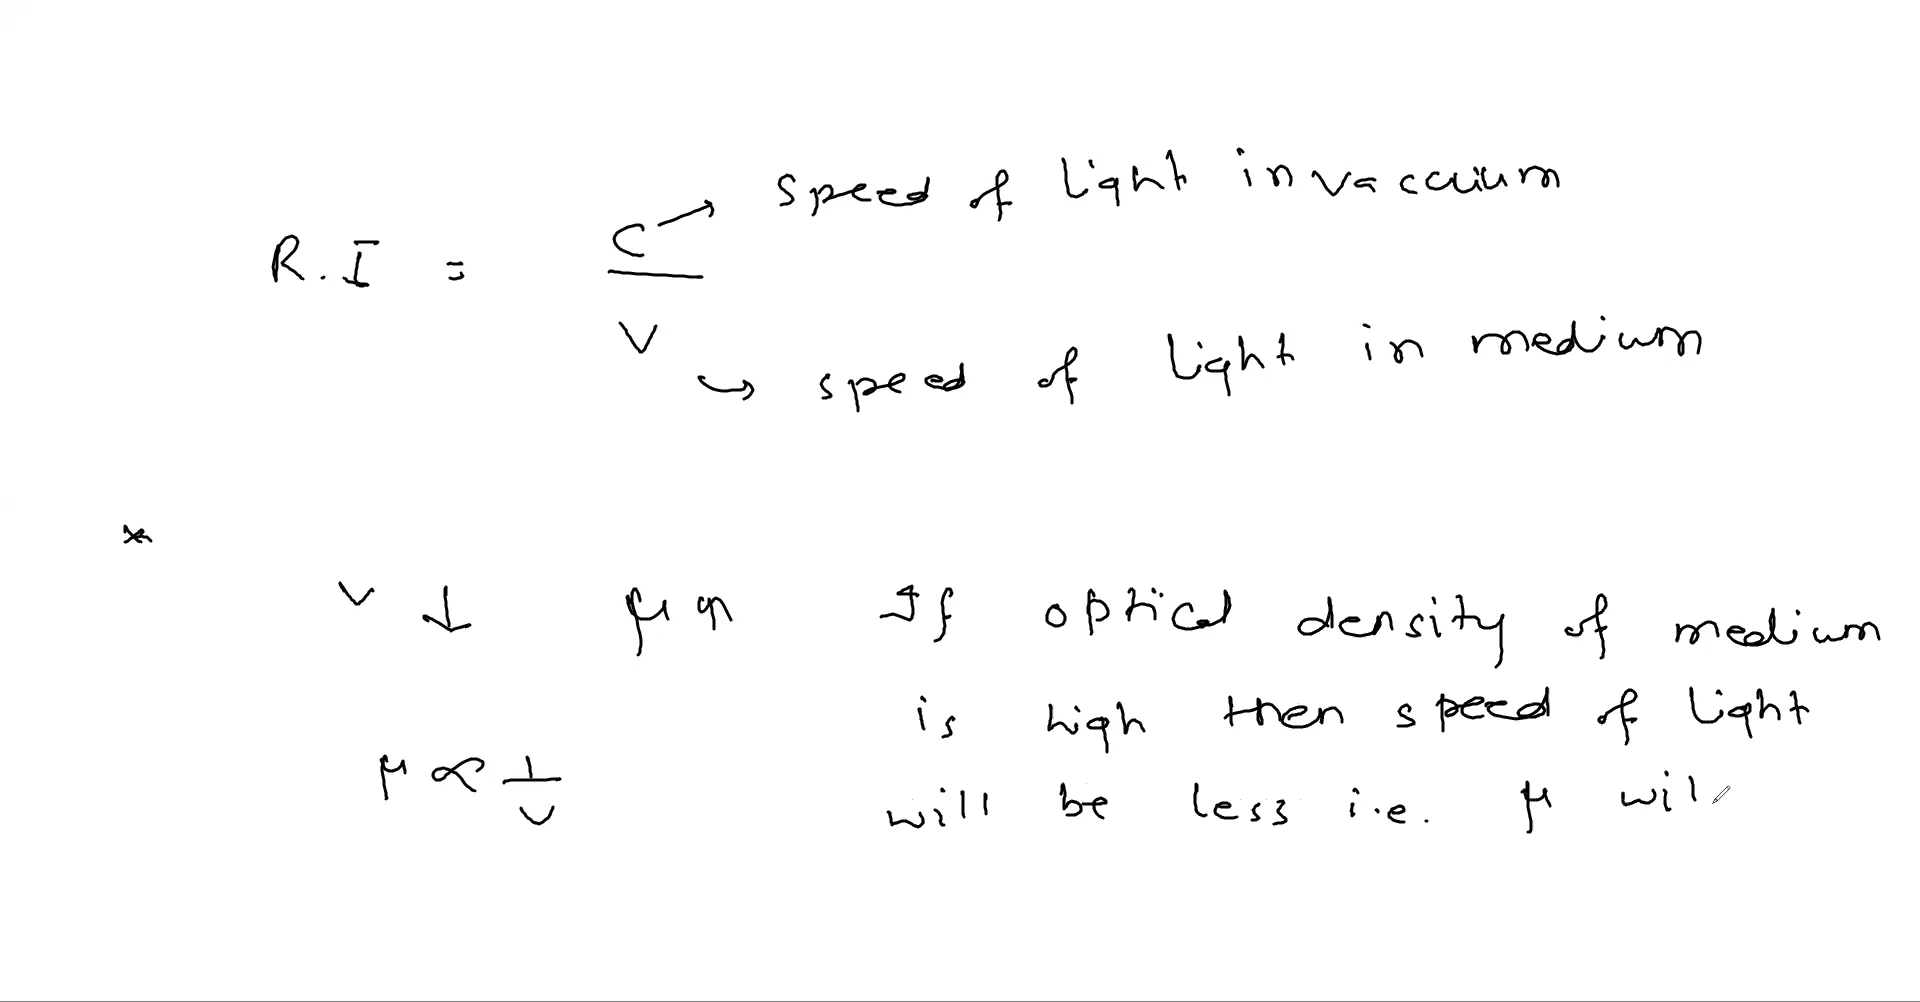 speed of light in vaccuium
R.I = C/V
speed of light in medium
*
v ↓ μ ↑ If optical density of medium
is high then speed of light
μ ∝ 1/v
will be less i.e. μ wil